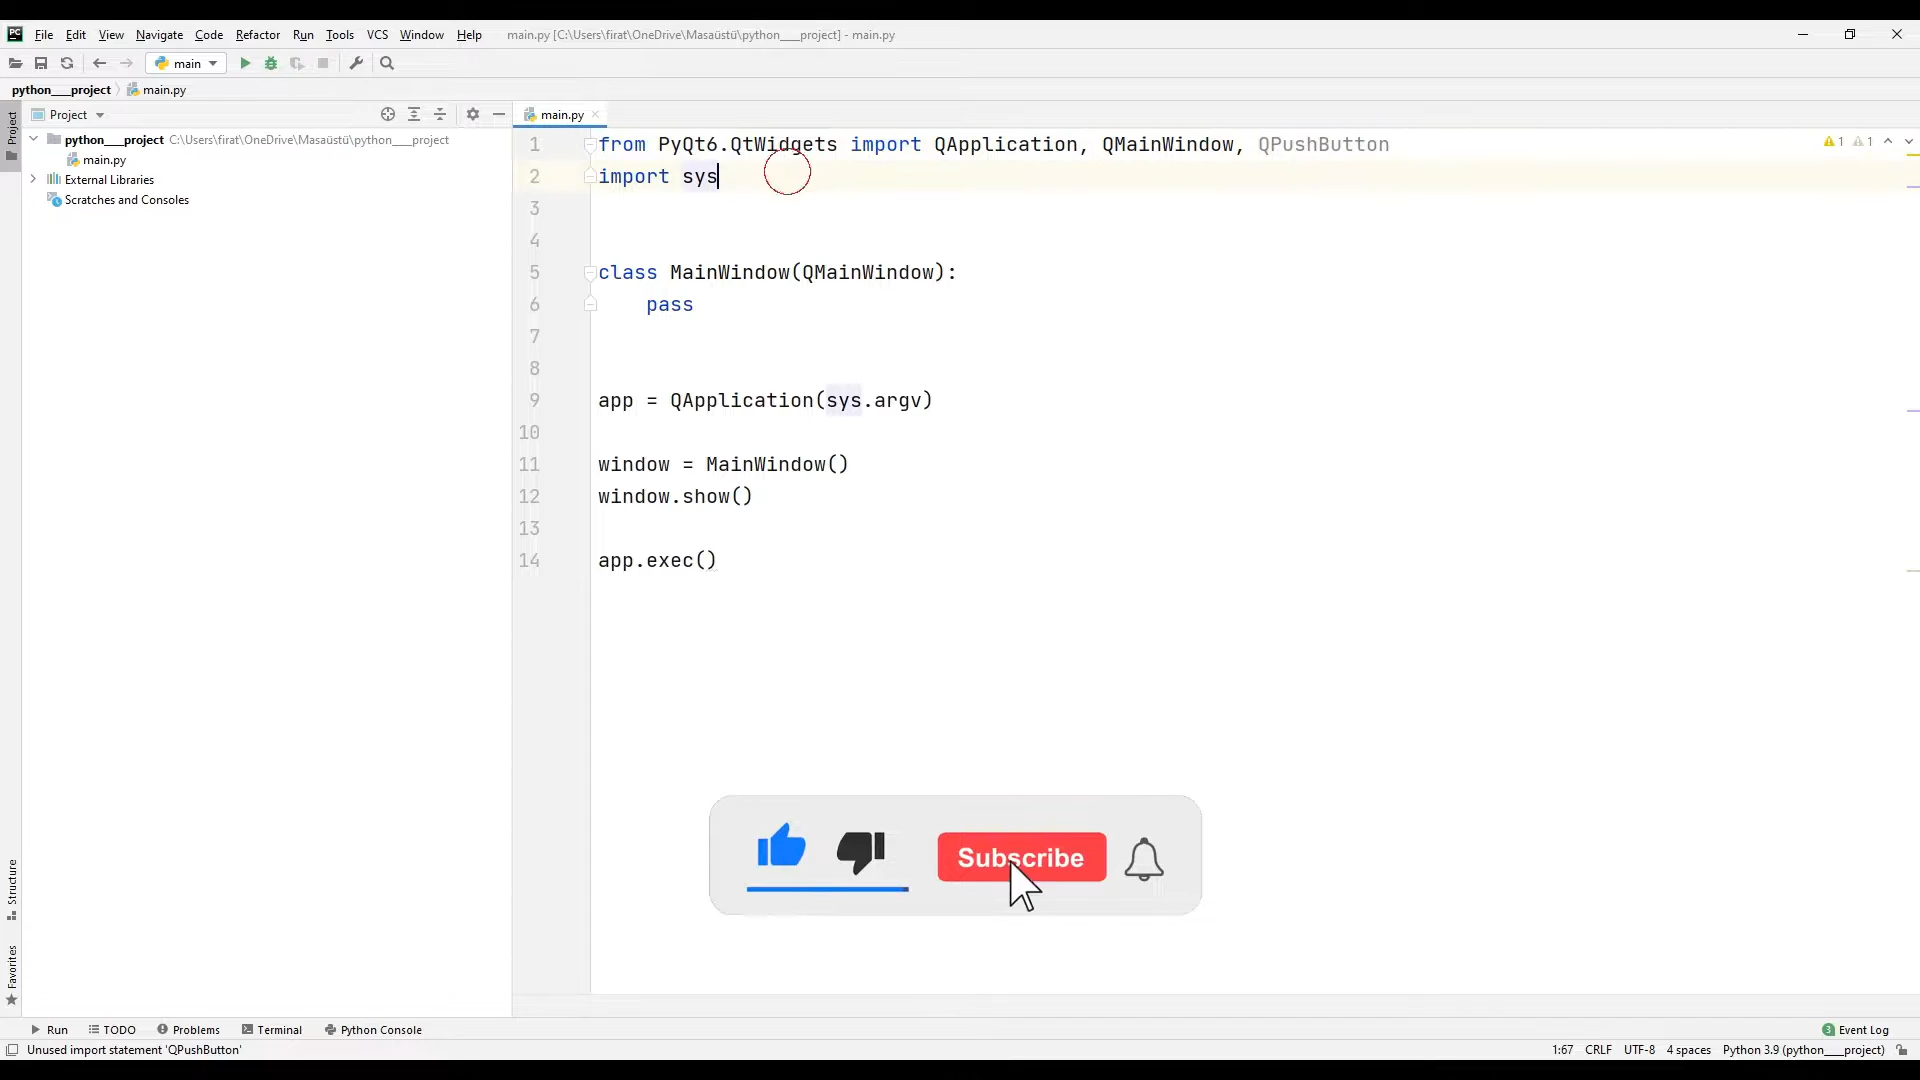 PC File Edit View Navigate Code Refactor Run Tools VCS Window Help main.py [C:\Users\firat\OneDrive\Masaüstü\python___project] - main.py
main
python___project main.py
Project
Project
main.py
python___project C:\Users\firat\OneDrive\Masaüstü\python___project
main.py
External Libraries
Scratches and Consoles
1 from PyQt6.QtWidgets import QApplication, QMainWindow, QPushButton
2 import sys
3
4
5 class MainWindow(QMainWindow):
6 pass
7
8
9 app = QApplication(sys.argv)
10
11 window = MainWindow()
12 window.show()
13
14 app.exec()
1 1
Subscribe
Structure
Favorites
Run TODO Problems Terminal Python Console 3 Event Log
Unused import statement 'QPushButton' 1:67 CRLF UTF-8 4 spaces Python 3.9 (python___project)